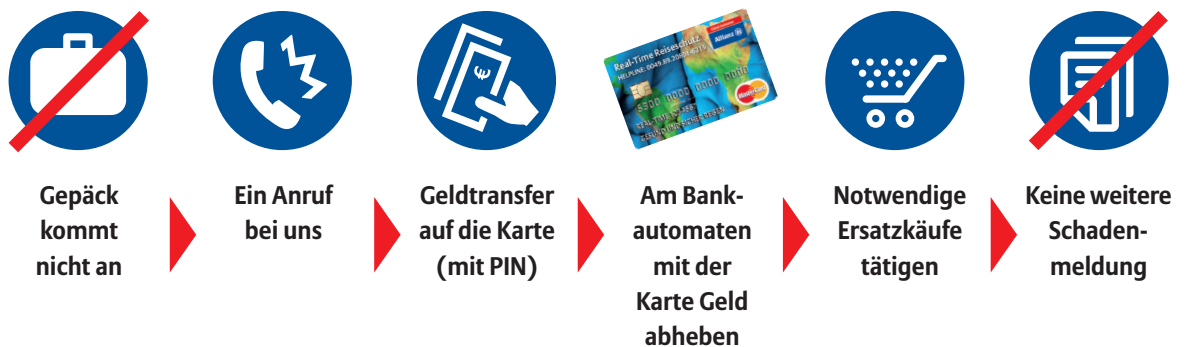 Real-Time Reiseschutz
Allianz
MasterCard
Gepäck
kommt
nicht an
Ein Anruf
bei uns
Geldtransfer
auf die Karte
(mit PIN)
Am Bank-
automaten
mit der
Karte Geld
abheben
Notwendige
Ersatzkäufe
tätigen
Keine weitere
Schaden-
meldung